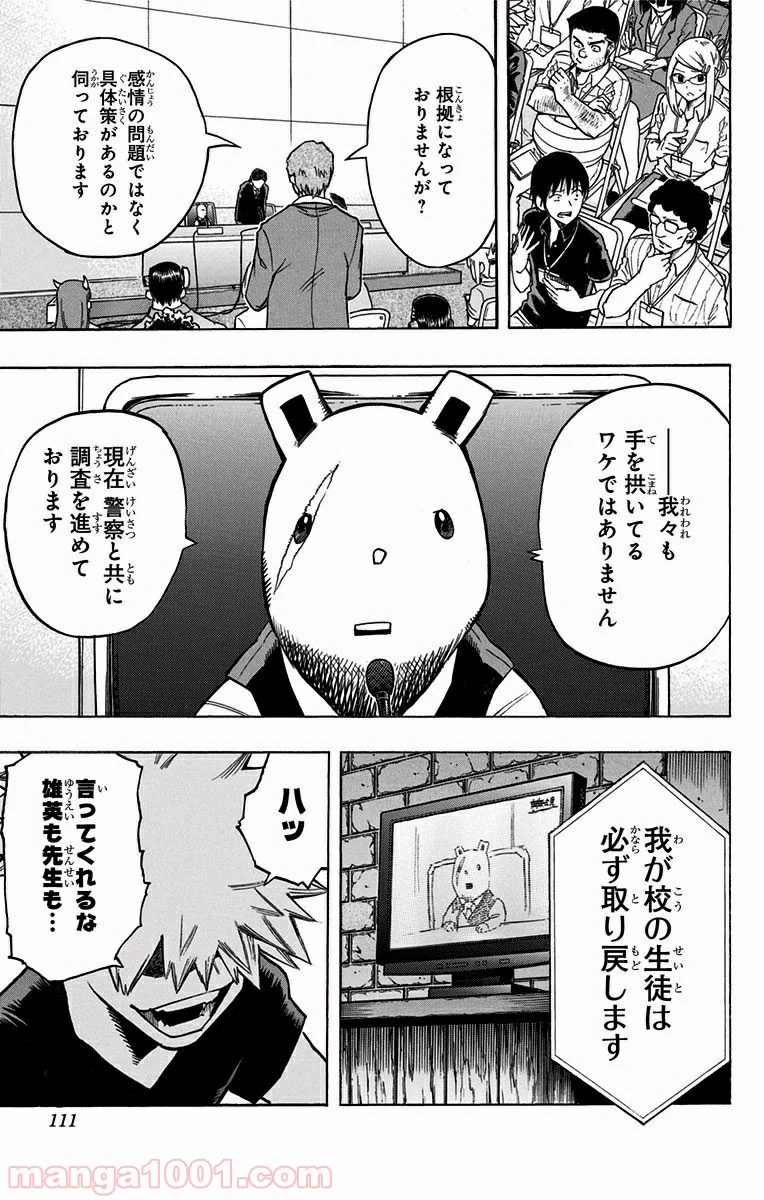 根拠になって
おりませんが?
感情の問題ではなく
具体策があるのかと
伺っております
――我々も
手を拱いてる
ワケではありません
現在 警察と共に
調査を進めて
おります
我が校の生徒は
必ず取り戻します
ハッ
言ってくれるな
雄英も先生も…
111
manga1001.com